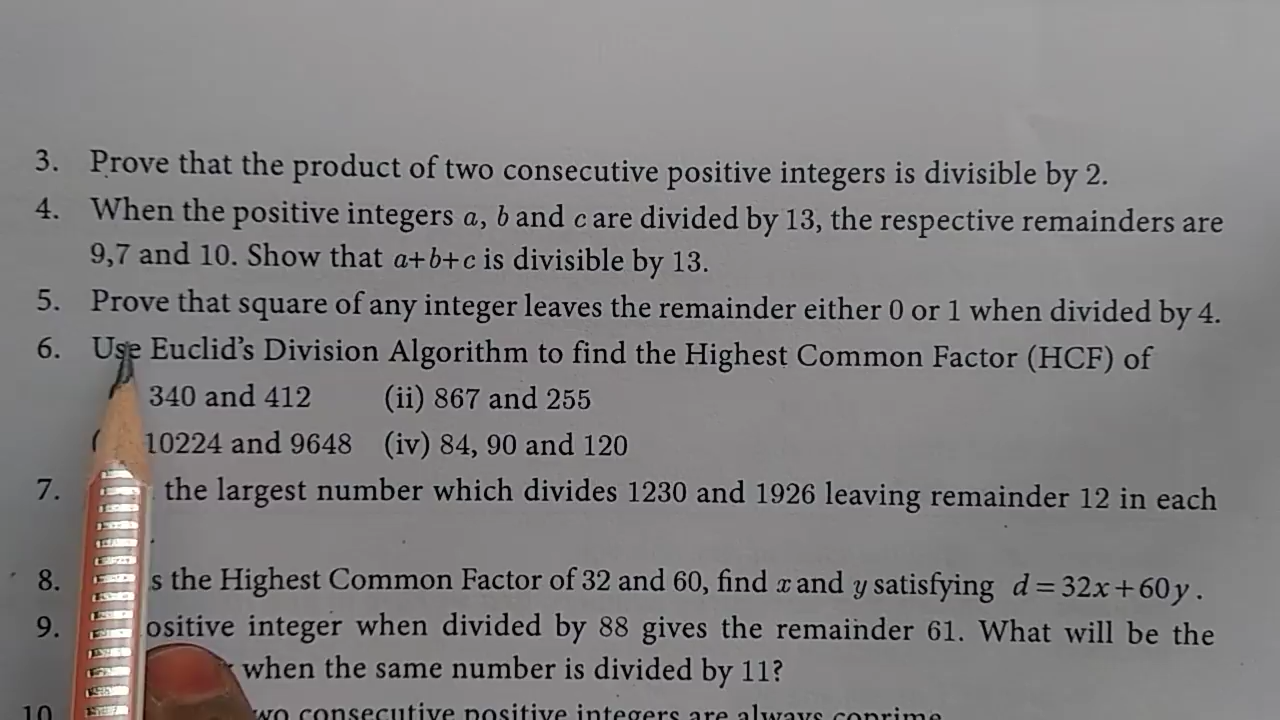 3. Prove that the product of two consecutive positive integers is divisible by 2.
4. When the positive integers a, b and c are divided by 13, the respective remainders are
9,7 and 10. Show that a+b+c is divisible by 13.
5. Prove that square of any integer leaves the remainder either 0 or 1 when divided by 4.
6. Use Euclid's Division Algorithm to find the Highest Common Factor (HCF) of
340 and 412 (ii) 867 and 255
10224 and 9648 (iv) 84, 90 and 120
7. the largest number which divides 1230 and 1926 leaving remainder 12 in each
8. the Highest Common Factor of 32 and 60, find x and y satisfying d = 32x + 60y.
9. when divided by 88 gives the remainder 61. What will be the
when the same number is divided by 11?
10. consecutive positive integers are always coprime.